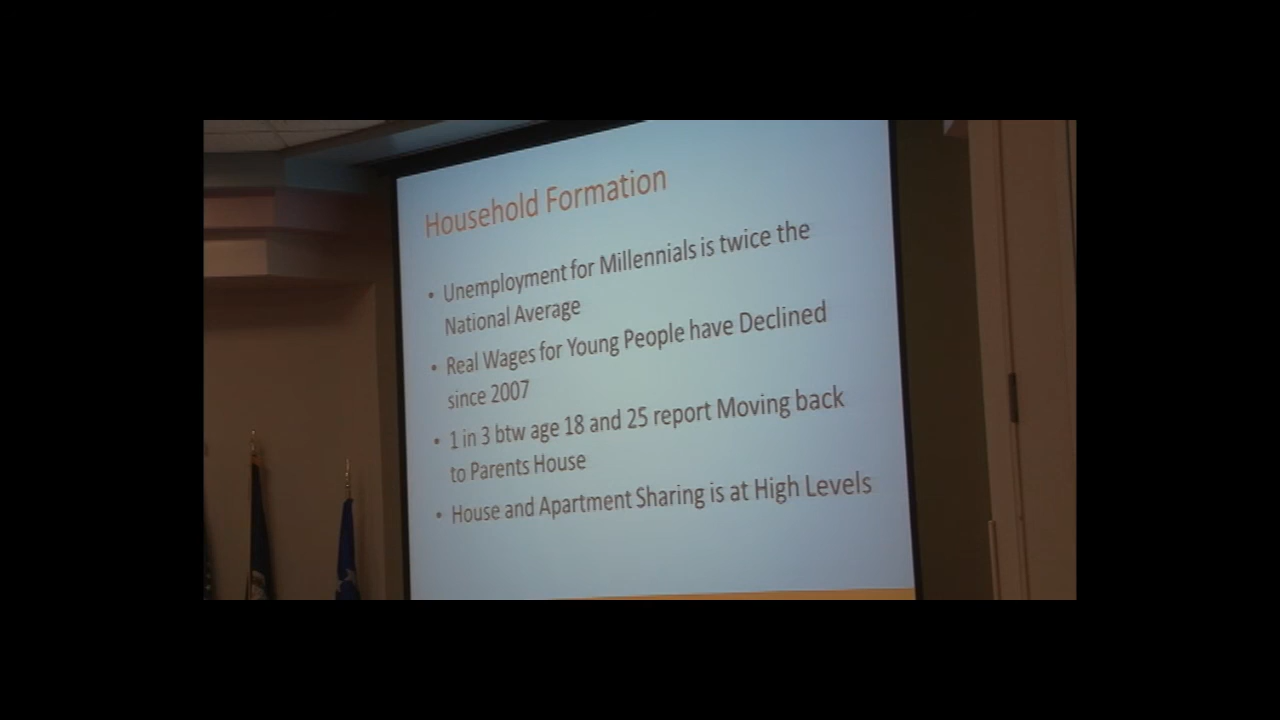 Household Formation
• Unemployment for Millennials is twice the
National Average
• Real Wages for Young People have Declined
since 2007
• 1 in 3 btw age 18 and 25 report Moving back
to Parents House
• House and Apartment Sharing is at High Levels